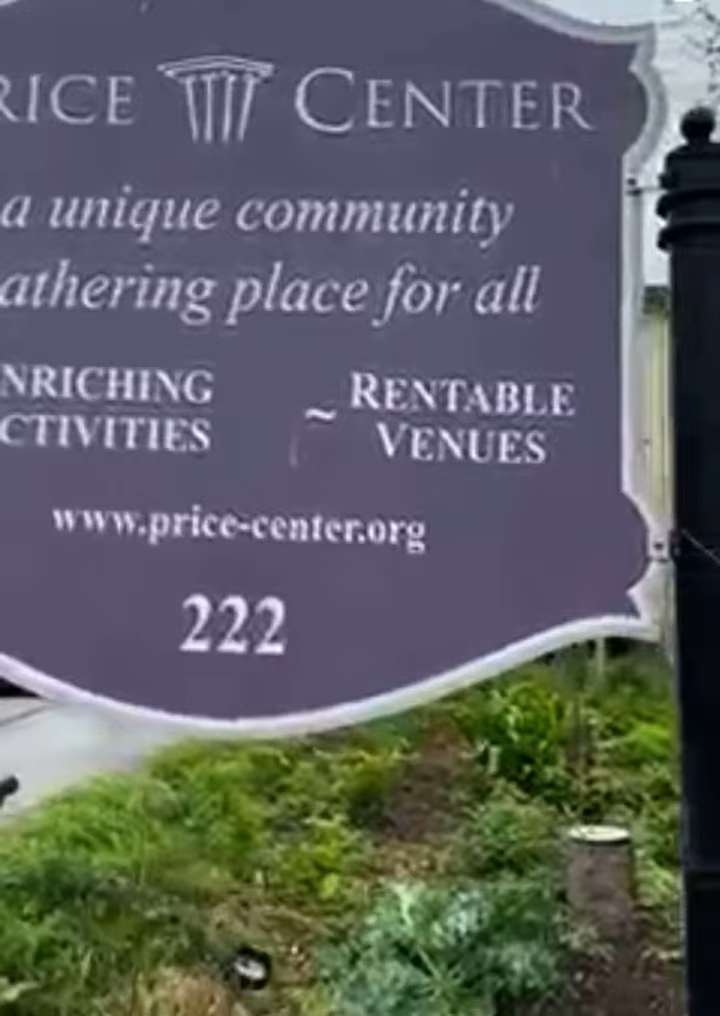 RICE CENTER
a unique community
athering place for all
NRICHING
CTIVITIES
~ RENTABLE
VENUES
www.price-center.org
222